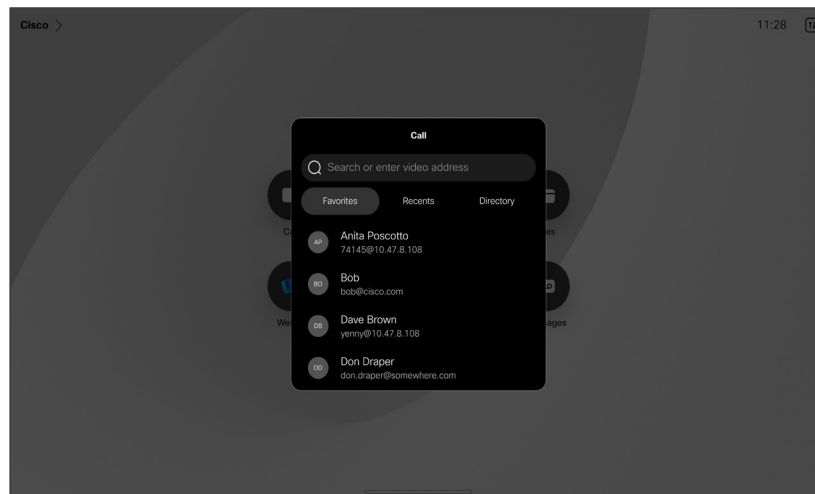 Cisco
11:28
Call
Search or enter video address
Favorites
Recents
Directory
AP
Anita Poscotto
74145@10.47.8.108
BO
Bob
bob@cisco.com
DB
Dave Brown
yenny@10.47.8.108
DD
Don Draper
don.draper@somewhere.com